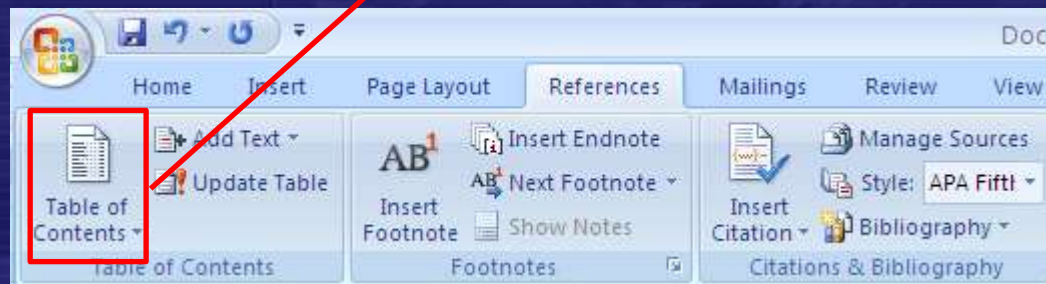 Doc
Home Insert Page Layout References Mailings Review View
Table of Contents
Add Text
Update Table
Table of Contents
AB1
Insert Footnote
Insert Endnote
AB1 Next Footnote
Show Notes
Footnotes
Insert Citation
Manage Sources
Style: APA Fifth
Bibliography
Citations & Bibliography